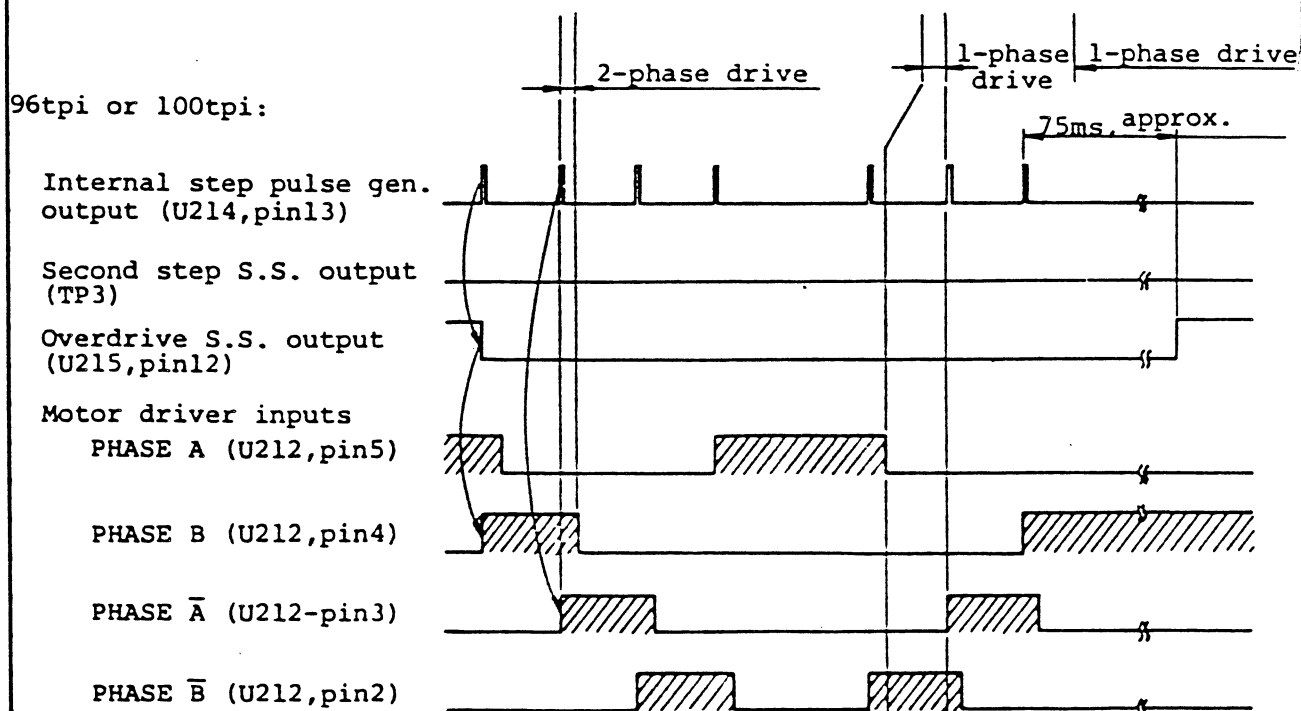 2-phase drive
1-phase drive
1-phase drive
96tpi or 100tpi:
75ms, approx.
Internal step pulse gen.
output (U214,pin13)
Second step S.S. output
(TP3)
Overdrive S.S. output
(U215,pin12)
Motor driver inputs
PHASE A (U212,pin5)
PHASE B (U212,pin4)
PHASE A̅ (U212-pin3)
PHASE B̅ (U212,pin2)